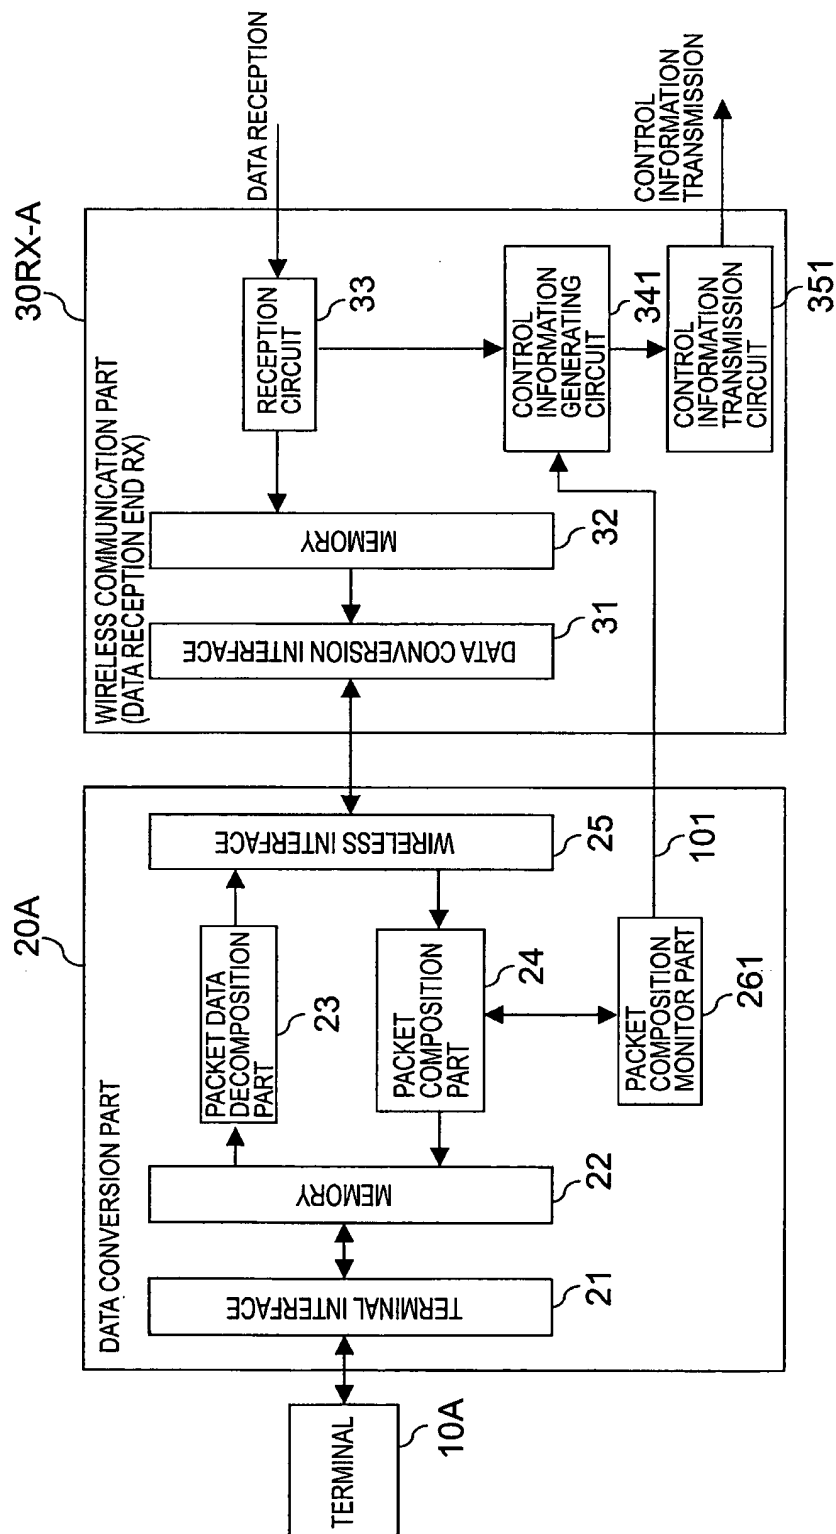 TERMINAL
10A
20A
DATA CONVERSION PART
TERMINAL INTERFACE
21
MEMORY
22
PACKET DATA
DECOMPOSITION
PART
23
PACKET
COMPOSITION
PART
24
WIRELESS INTERFACE
25
PACKET
COMPOSITION
MONITOR PART
261
101
30RX-A
WIRELESS COMMUNICATION PART
(DATA RECEPTION END RX)
DATA CONVERSION INTERFACE
31
MEMORY
32
RECEPTION
CIRCUIT
33
DATA RECEPTION
CONTROL
INFORMATION
GENERATING
CIRCUIT
341
CONTROL
INFORMATION
TRANSMISSION
CIRCUIT
351
CONTROL
INFORMATION
TRANSMISSION